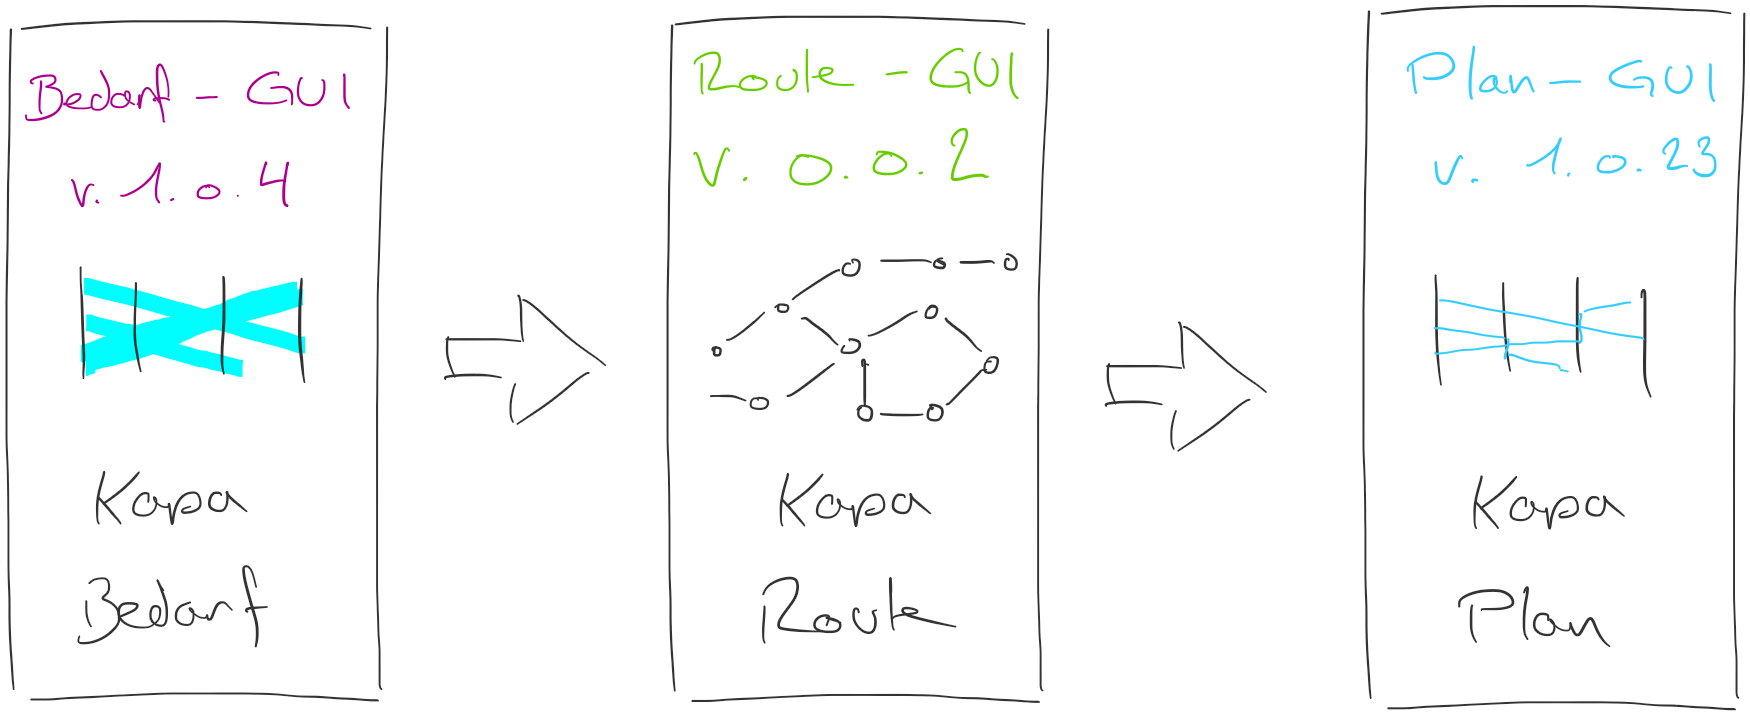 Bedarf - GUI
v. 1.0.4
Kapa
Bedarf
Route - GUI
v. 0.0.2
Kapa
Route
Plan - GUI
v. 1.0.23
Kapa
Plan